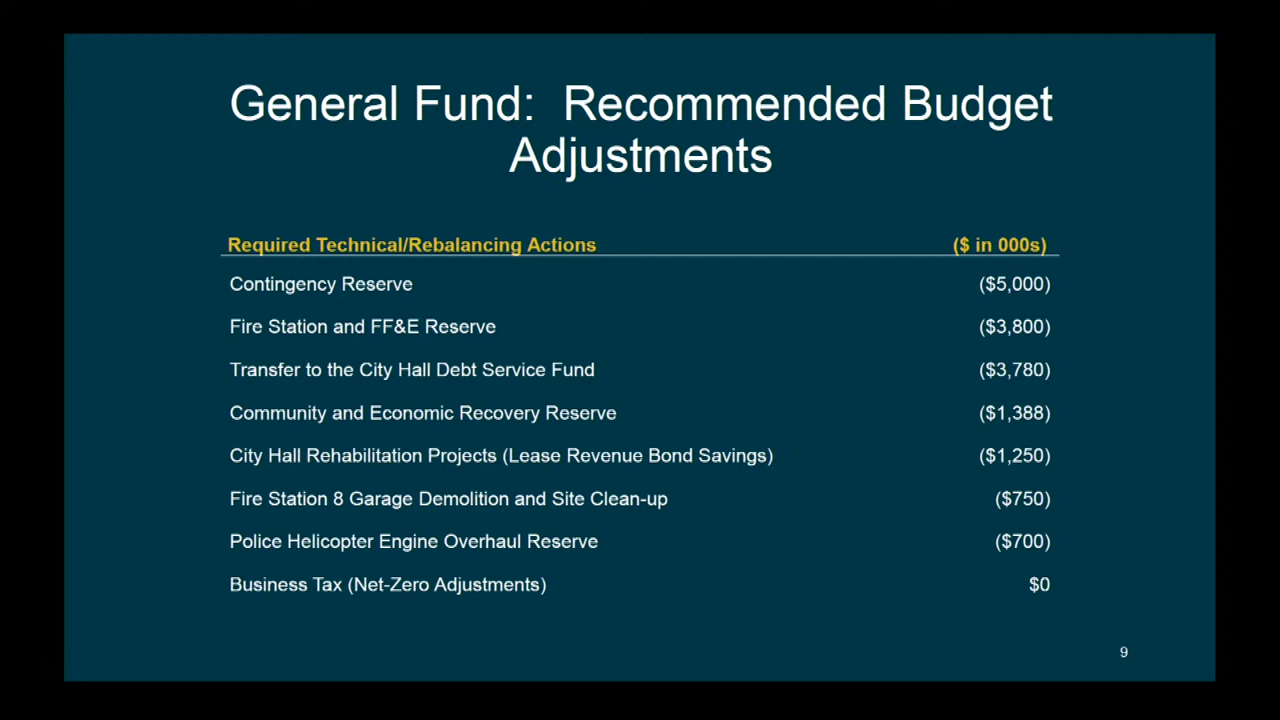 General Fund:  Recommended Budget
Adjustments
Required Technical/Rebalancing Actions ($ in 000s)
Contingency Reserve ($5,000)
Fire Station and FF&E Reserve ($3,800)
Transfer to the City Hall Debt Service Fund ($3,780)
Community and Economic Recovery Reserve ($1,388)
City Hall Rehabilitation Projects (Lease Revenue Bond Savings) ($1,250)
Fire Station 8 Garage Demolition and Site Clean-up ($750)
Police Helicopter Engine Overhaul Reserve ($700)
Business Tax (Net-Zero Adjustments) $0
9